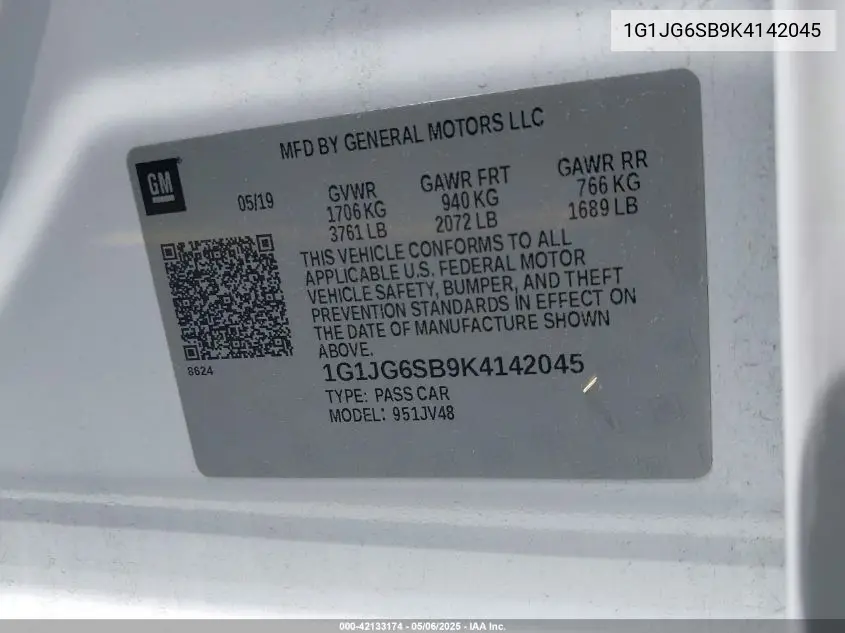 1G1JG6SB9K4142045
MFD BY GENERAL MOTORS LLC
GM
05/19
GVWR
1706 KG
3761 LB
GAWR FRT
940 KG
2072 LB
GAWR RR
766 KG
1689 LB
THIS VEHICLE CONFORMS TO ALL
APPLICABLE U.S. FEDERAL MOTOR
VEHICLE SAFETY, BUMPER, AND THEFT
PREVENTION STANDARDS IN EFFECT ON
THE DATE OF MANUFACTURE SHOWN
ABOVE.
8624
1G1JG6SB9K4142045
TYPE: PASS CAR
MODEL: 951JV48
000-42133174 - 05/06/2025 - IAA Inc.